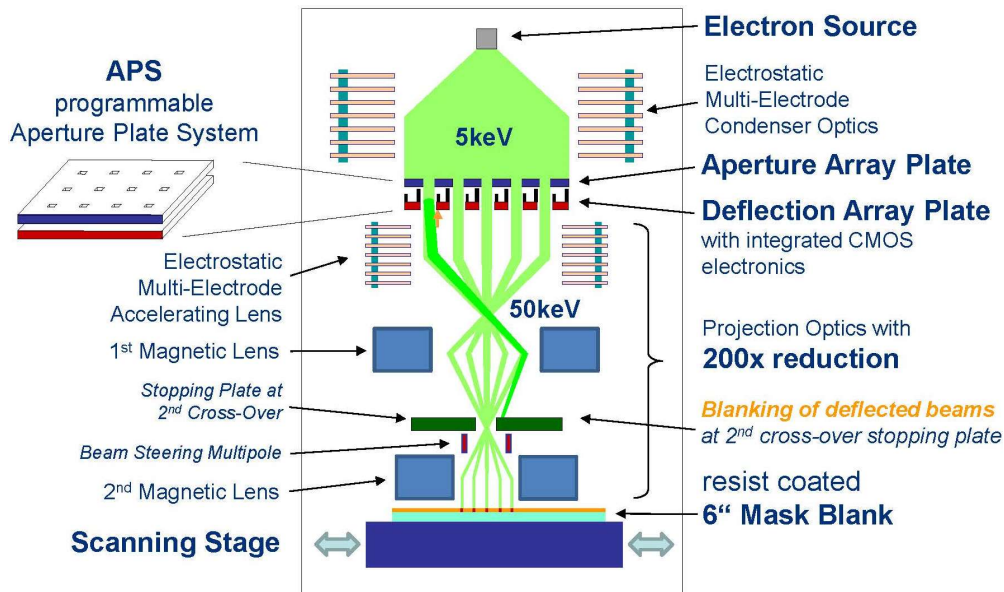 Electron Source
APS
programmable
Aperture Plate System
Electrostatic
Multi-Electrode
Condenser Optics
5keV
Aperture Array Plate
Deflection Array Plate
with integrated CMOS
electronics
Electrostatic
Multi-Electrode
Accelerating Lens
50keV
1st Magnetic Lens
Projection Optics with
200x reduction
Stopping Plate at
2nd Cross-Over
Blanking of deflected beams
at 2nd cross-over stopping plate
Beam Steering Multipole
2nd Magnetic Lens
resist coated
6“ Mask Blank
Scanning Stage